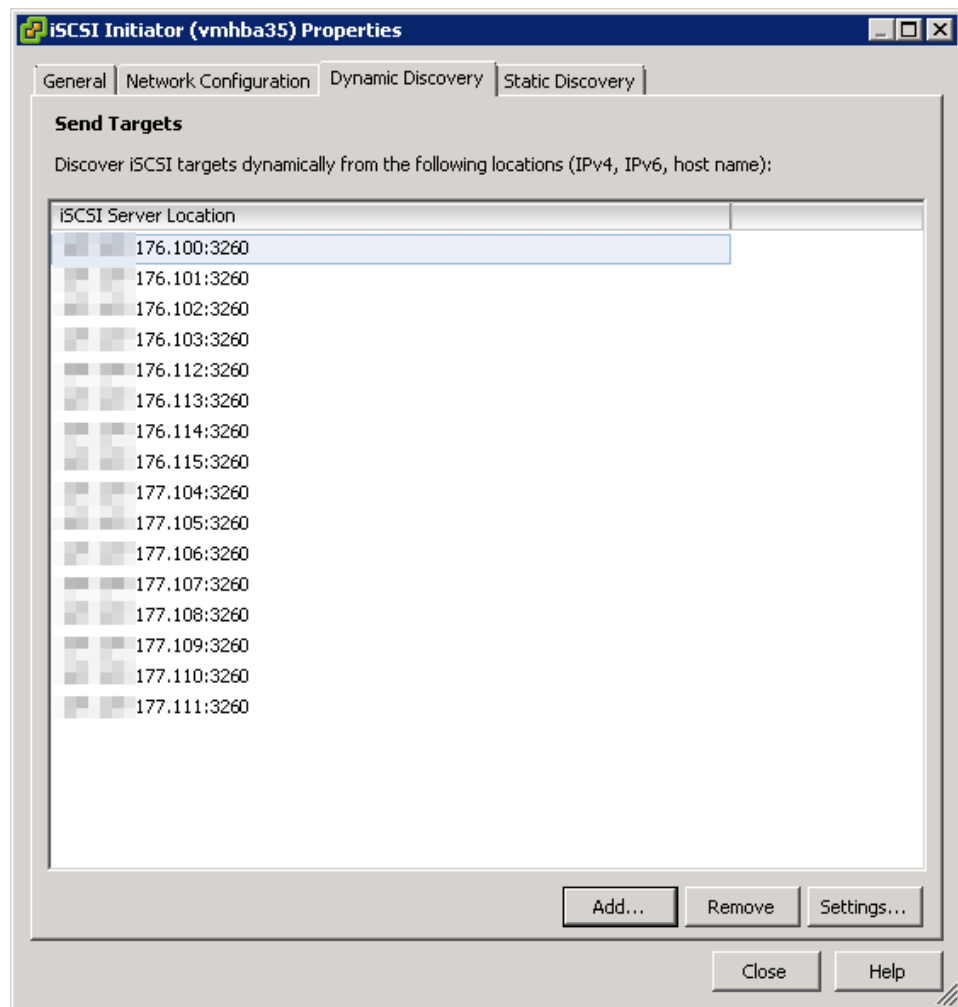 iSCSI Initiator (vmhba35) Properties
General Network Configuration Dynamic Discovery Static Discovery
Send Targets
Discover iSCSI targets dynamically from the following locations (IPv4, IPv6, host name):
iSCSI Server Location
176.100:3260
176.101:3260
176.102:3260
176.103:3260
176.112:3260
176.113:3260
176.114:3260
176.115:3260
177.104:3260
177.105:3260
177.106:3260
177.107:3260
177.108:3260
177.109:3260
177.110:3260
177.111:3260
Add... Remove Settings...
Close Help